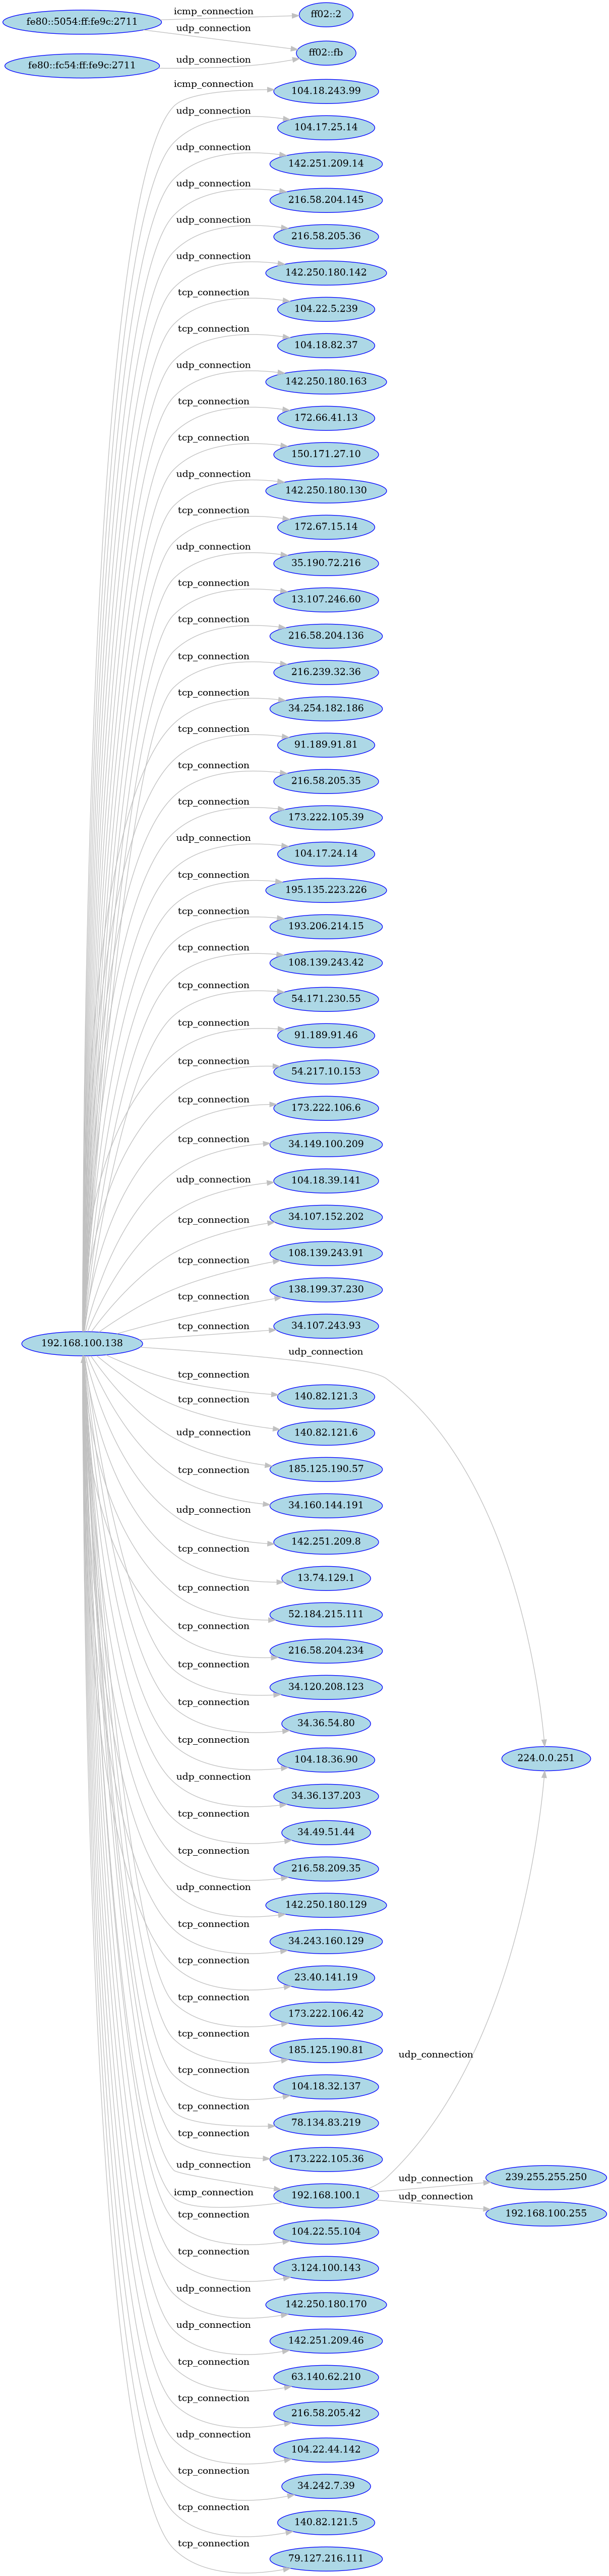 icmp_connection
fe80::5054:ff:fe9c:2711
ff02::2
udp_connection
ff02::fb
udp_connection
fe80::fc54:ff:fe9c:2711
icmp_connection
104.18.243.99
udp_connection
104.17.25.14
udp_connection
142.251.209.14
udp_connection
216.58.204.145
udp_connection
216.58.205.36
udp_connection
142.250.180.142
tcp_connection
104.22.5.239
tcp_connection
104.18.82.37
udp_connection
142.250.180.163
tcp_connection
172.66.41.13
tcp_connection
150.171.27.10
udp_connection
142.250.180.130
tcp_connection
172.67.15.14
udp_connection
35.190.72.216
tcp_connection
13.107.246.60
tcp_connection
216.58.204.136
tcp_connection
216.239.32.36
tcp_connection
34.254.182.186
tcp_connection
91.189.91.81
tcp_connection
216.58.205.35
tcp_connection
173.222.105.39
udp_connection
104.17.24.14
tcp_connection
195.135.223.226
tcp_connection
193.206.214.15
tcp_connection
108.139.243.42
tcp_connection
54.171.230.55
tcp_connection
91.189.91.46
tcp_connection
54.217.10.153
tcp_connection
173.222.106.6
tcp_connection
34.149.100.209
udp_connection
104.18.39.141
tcp_connection
34.107.152.202
tcp_connection
108.139.243.91
tcp_connection
138.199.37.230
tcp_connection
34.107.243.93
192.168.100.138
udp_connection
tcp_connection
140.82.121.3
tcp_connection
140.82.121.6
udp_connection
185.125.190.57
tcp_connection
34.160.144.191
udp_connection
142.251.209.8
tcp_connection
13.74.129.1
tcp_connection
52.184.215.111
tcp_connection
216.58.204.234
tcp_connection
34.120.208.123
tcp_connection
34.36.54.80
tcp_connection
104.18.36.90
224.0.0.251
udp_connection
34.36.137.203
tcp_connection
34.49.51.44
tcp_connection
216.58.209.35
udp_connection
142.250.180.129
tcp_connection
34.243.160.129
tcp_connection
23.40.141.19
tcp_connection
173.222.106.42
tcp_connection
185.125.190.81
udp_connection
tcp_connection
104.18.32.137
tcp_connection
78.134.83.219
tcp_connection
173.222.105.36
udp_connection
192.168.100.1
udp_connection
239.255.255.250
icmp_connection
udp_connection
192.168.100.255
tcp_connection
104.22.55.104
tcp_connection
3.124.100.143
udp_connection
142.250.180.170
udp_connection
142.251.209.46
tcp_connection
63.140.62.210
tcp_connection
216.58.205.42
udp_connection
104.22.44.142
tcp_connection
34.242.7.39
tcp_connection
140.82.121.5
tcp_connection
79.127.216.111